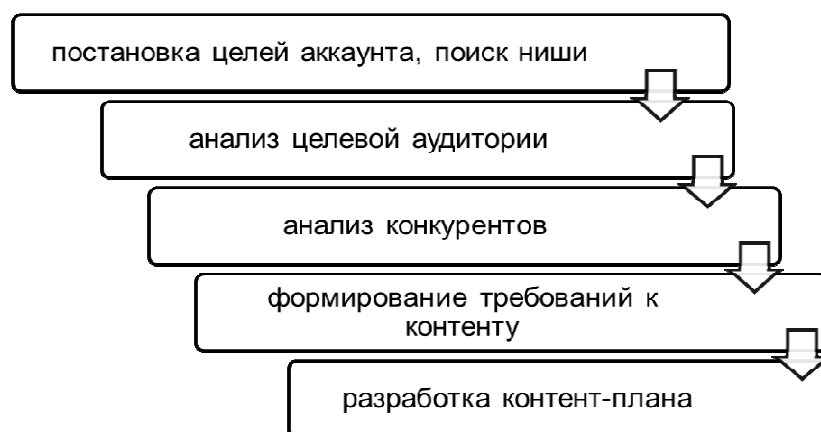 постановка целей аккаунта, поиск ниши
анализ целевой аудитории
анализ конкурентов
формирование требований к
контенту
разработка контент-плана